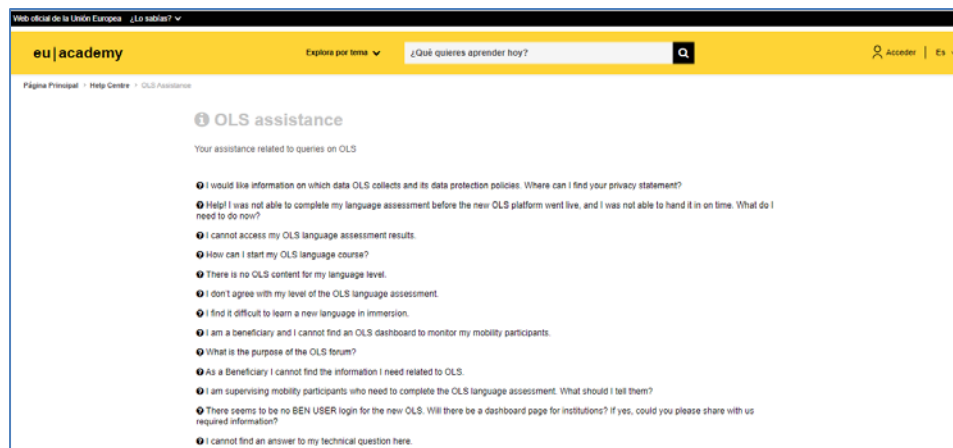 Web oficial de la Unión Europea ¿Lo sabías?
eu|academy
Explora por tema
¿Qué quieres aprender hoy?
Acceder | Es
Página Principal > Help Centre > OLS Assistance
OLS assistance
Your assistance related to queries on OLS
I would like information on which data OLS collects and its data protection policies. Where can I find your privacy statement?
Help! I was not able to complete my language assessment before the new OLS platform went live, and I was not able to hand it in on time. What do I
need to do now?
I cannot access my OLS language assessment results.
How can I start my OLS language course?
There is no OLS content for my language level.
I don't agree with my level of the OLS language assessment.
I find it difficult to learn a new language in immersion.
I am a beneficiary and I cannot find an OLS dashboard to monitor my mobility participants.
What is the purpose of the OLS forum?
As a Beneficiary I cannot find the information I need related to OLS.
I am supervising mobility participants who need to complete the OLS language assessment. What should I tell them?
There seems to be no BEN USER login for the new OLS. Will there be a dashboard page for institutions? If yes, could you please share with us
required information?
I cannot find an answer to my technical question here.